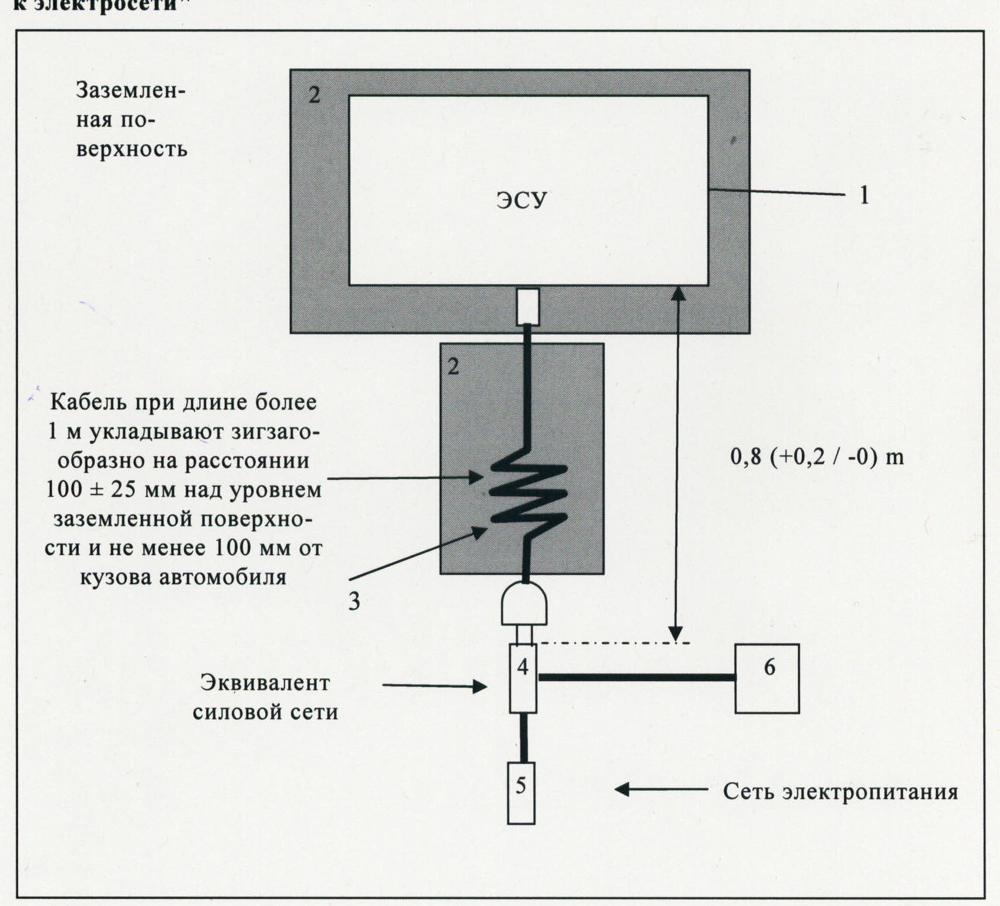 к электросети"
Заземлен-
ная по-
верхность
2
ЭСУ
1
2
Кабель при длине более
1 м укладывают зигзаго-
образно на расстоянии
100 ± 25 мм над уровнем
заземленной поверхно-
сти и не менее 100 мм от
кузова автомобиля
0,8 (+0,2 / -0) m
3
4
6
Эквивалент
силовой сети
5
Сеть электропитания